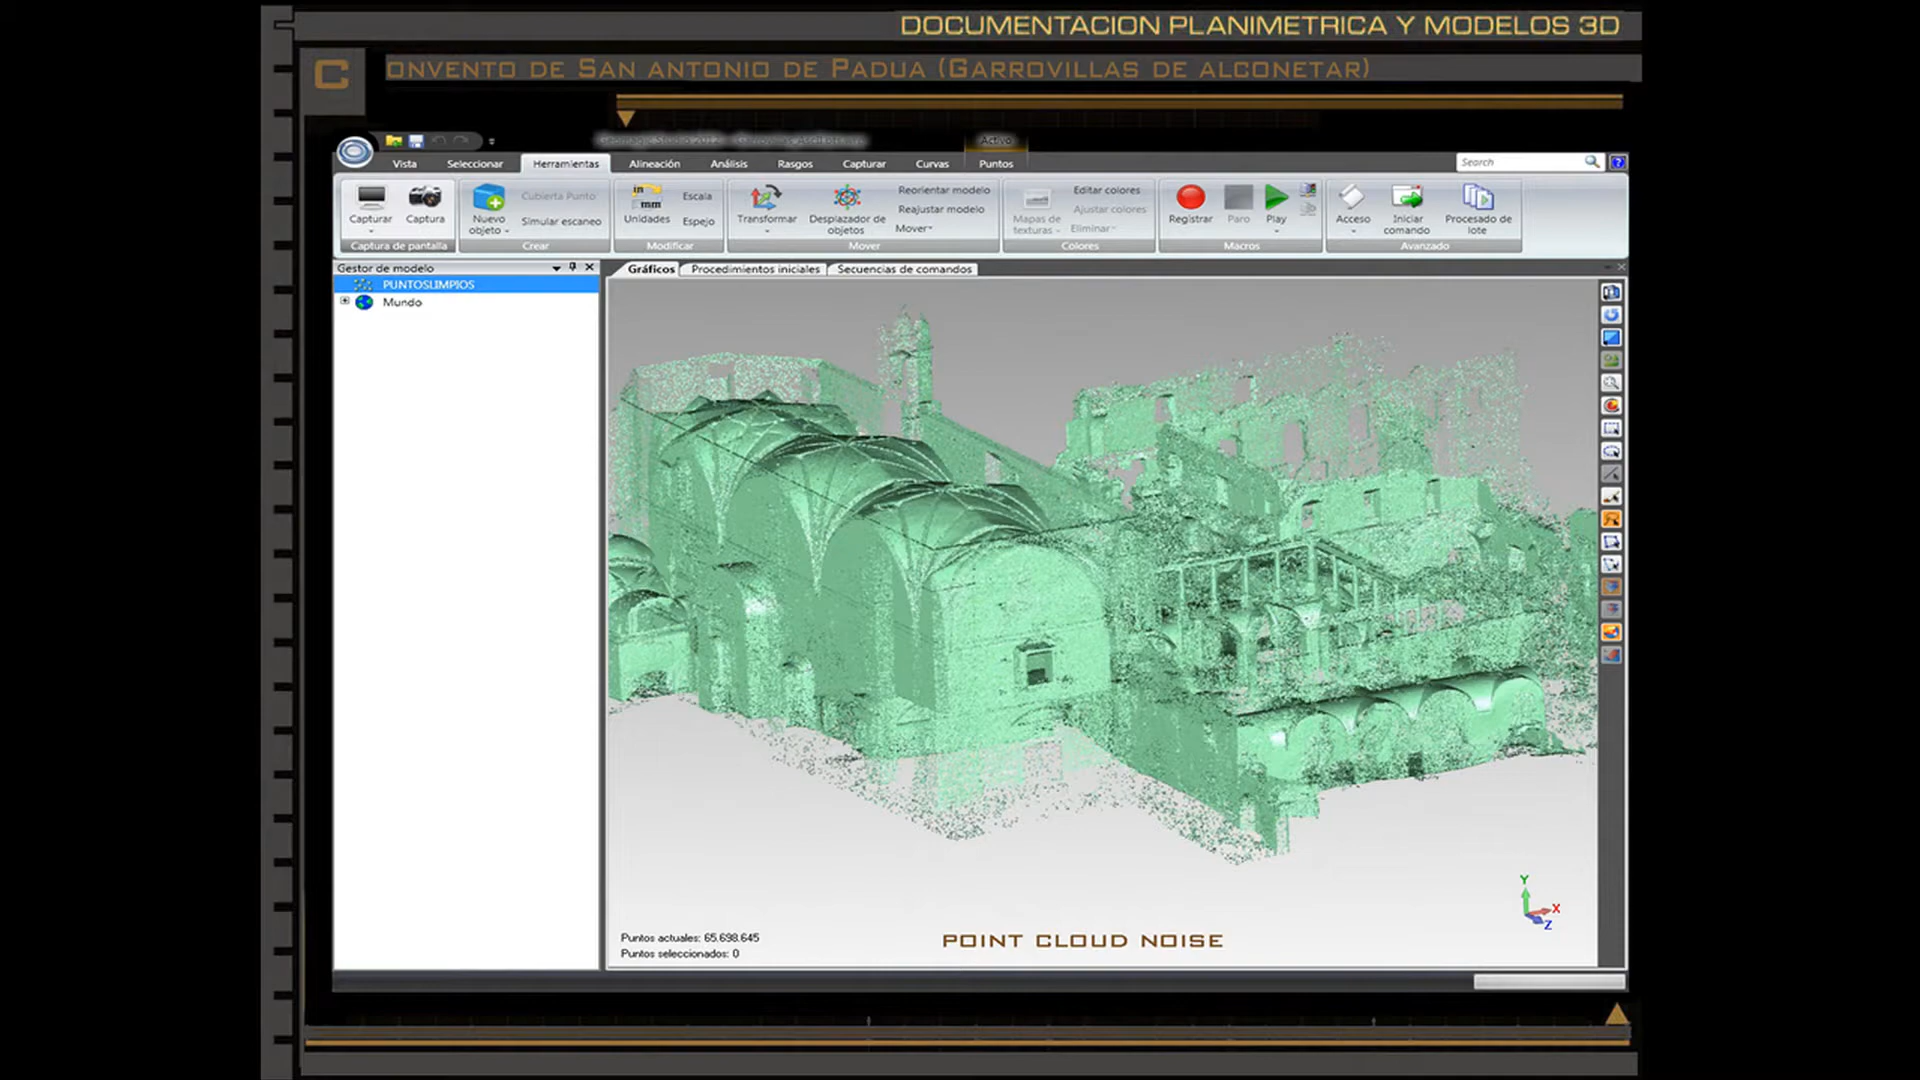 DOCUMENTACION PLANIMETRICA Y MODELOS 3D
CONVENTO DE SAN ANTONIO DE PADUA (GARROVILLAS DE ALCONETAR)
Activo
Vista Seleccionar Herramientas Alineación Análisis Rasgos Capturar Curvas Puntos Search
Capturar Captura
Captura de pantalla
Nuevo objeto
Cubierta Punto
Simular escaneo
Crear
in
mm
Unidades
Escala
Espejo
Modificar
Transformar
Desplazador de objetos
Reorientar modelo
Reajustar modelo
Mover
Mover
Mapas de texturas
Editar colores
Ajustar colores
Eliminar
Colores
Registrar Paro Play
Macros
Acceso
Iniciar comando
Procesado de lote
Avanzado
Gestor de modelo
Gráficos Procedimientos iniciales Secuencias de comandos
PUNTOSLIMPIOS
Mundo
Y
X
Z
Puntos actuales: 65.698.645
Puntos seleccionados: 0
POINT CLOUD NOISE